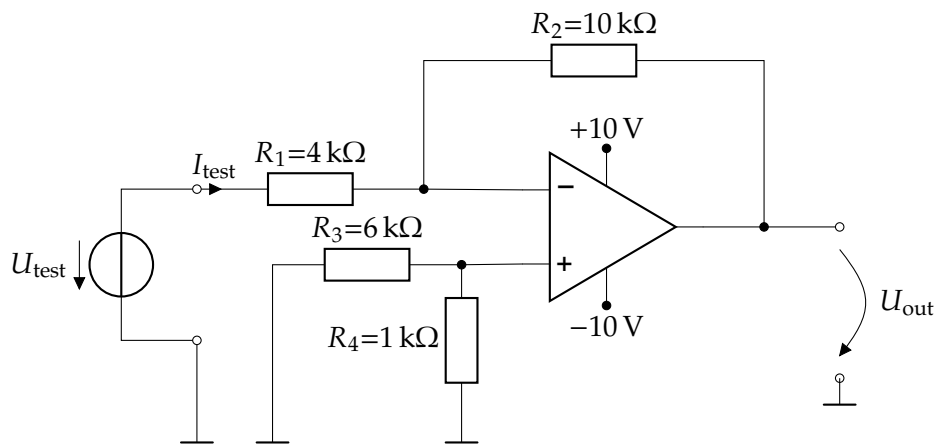 R2=10 kΩ
+10 V
Itest
R1=4 kΩ
−
R3=6 kΩ
Utest
+
−10 V
R4=1 kΩ
Uout